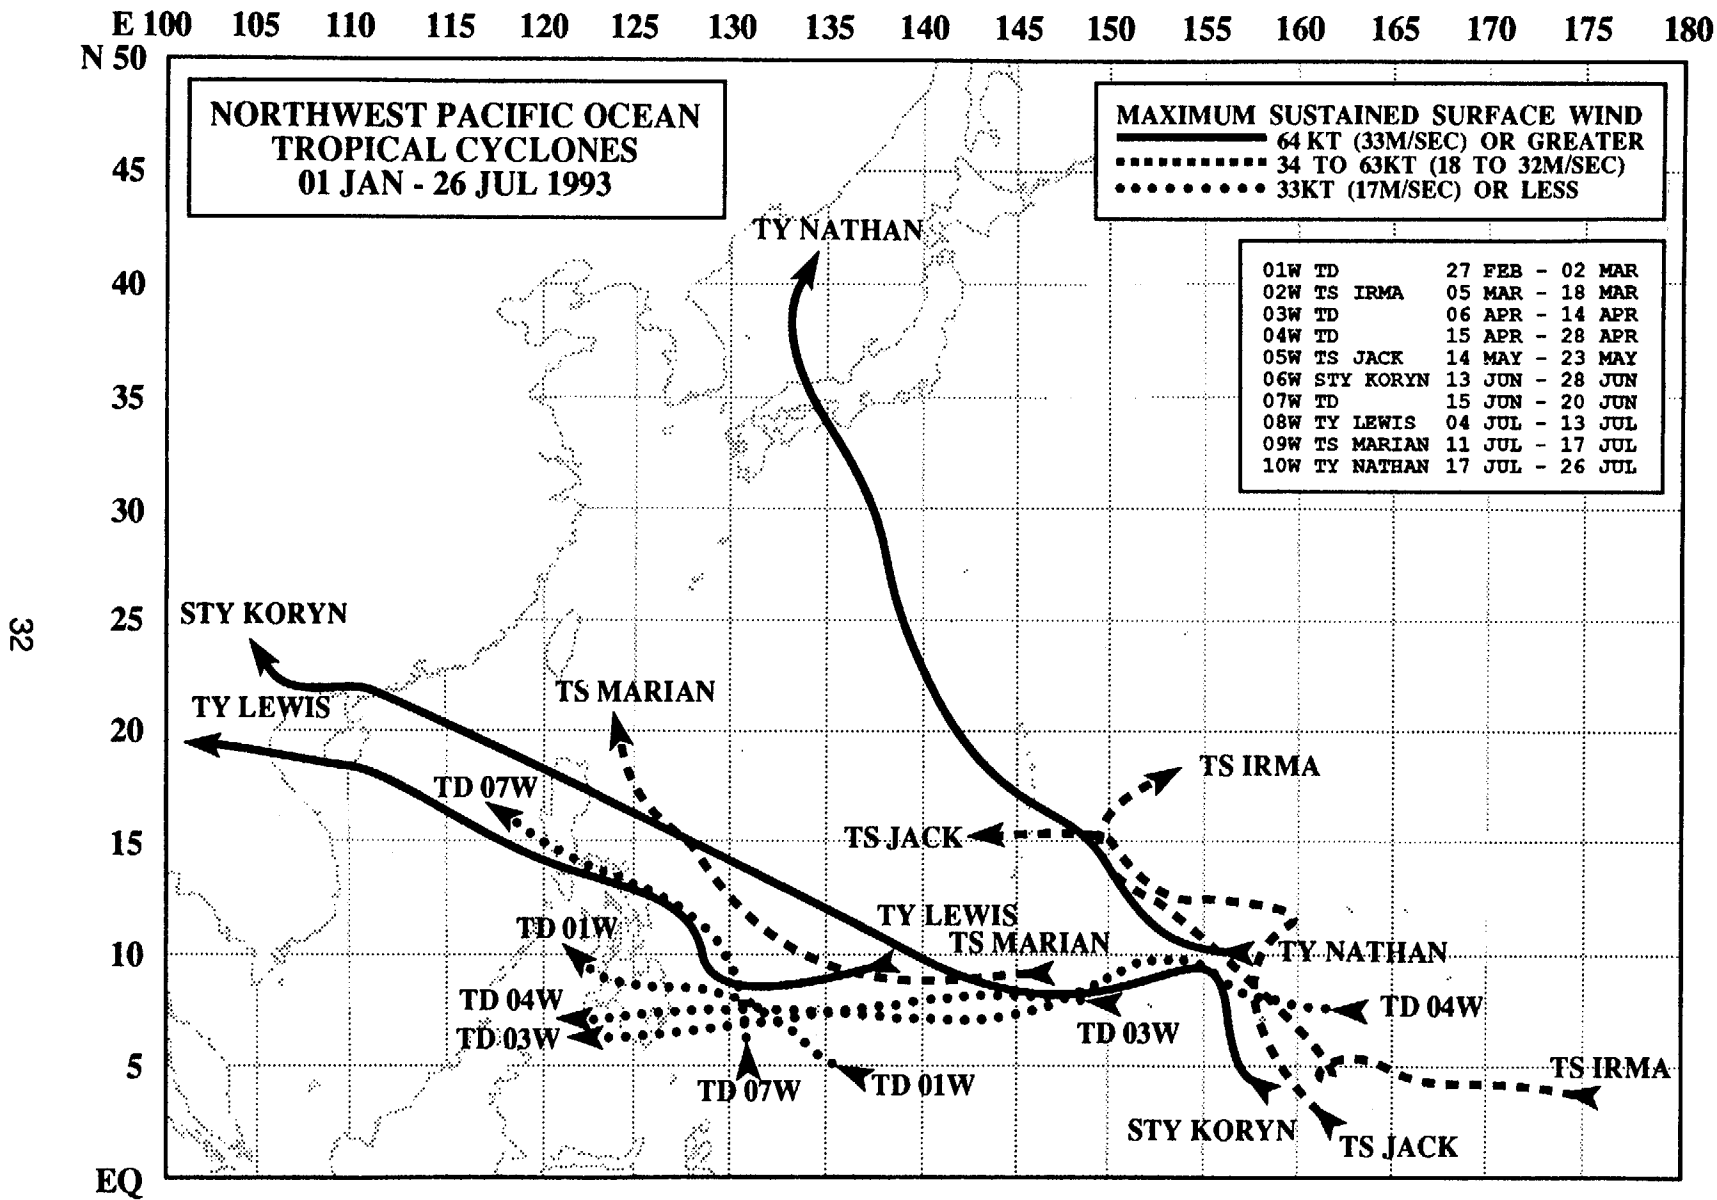 E 100 105 110 115 120 125 130 135 140 145 150 155 E 160 165 170 175 180
N 50
NORTHWEST PACIFIC OCEAN
TROPICAL CYCLONES
01 JAN - 26 JUL 1993
MAXIMUM SUSTAINED SURFACE WIND
64 KT (33M/SEC) OR GREATER
34 TO 63KT (18 TO 32M/SEC)
33KT (17M/SEC) OR LESS
45
TY NATHAN
01W TD 27 FEB - 02 MAR
02W TS IRMA 05 MAR - 18 MAR
03W TD 06 APR - 14 APR
04W TD 15 APR - 28 APR
05W TS JACK 14 MAY - 23 MAY
06W STY KORYN 13 JUN - 28 JUN
07W TD 15 JUN - 20 JUN
08W TY LEWIS 04 JUL - 13 JUL
09W TS MARIAN 11 JUL - 17 JUL
10W TY NATHAN 17 JUL - 26 JUL
40
35
30
25
STY KORYN
32
TS MARIAN
TY LEWIS
20
TS IRMA
TD 07W
15
TS JACK
TY LEWIS
TD 01W
TS MARIAN
10
TY NATHAN
TD 04W
TD 04W
TD 03W
TD 03W
5
TS IRMA
TD 07W
TD 01W
STY KORYN
TS JACK
EQ